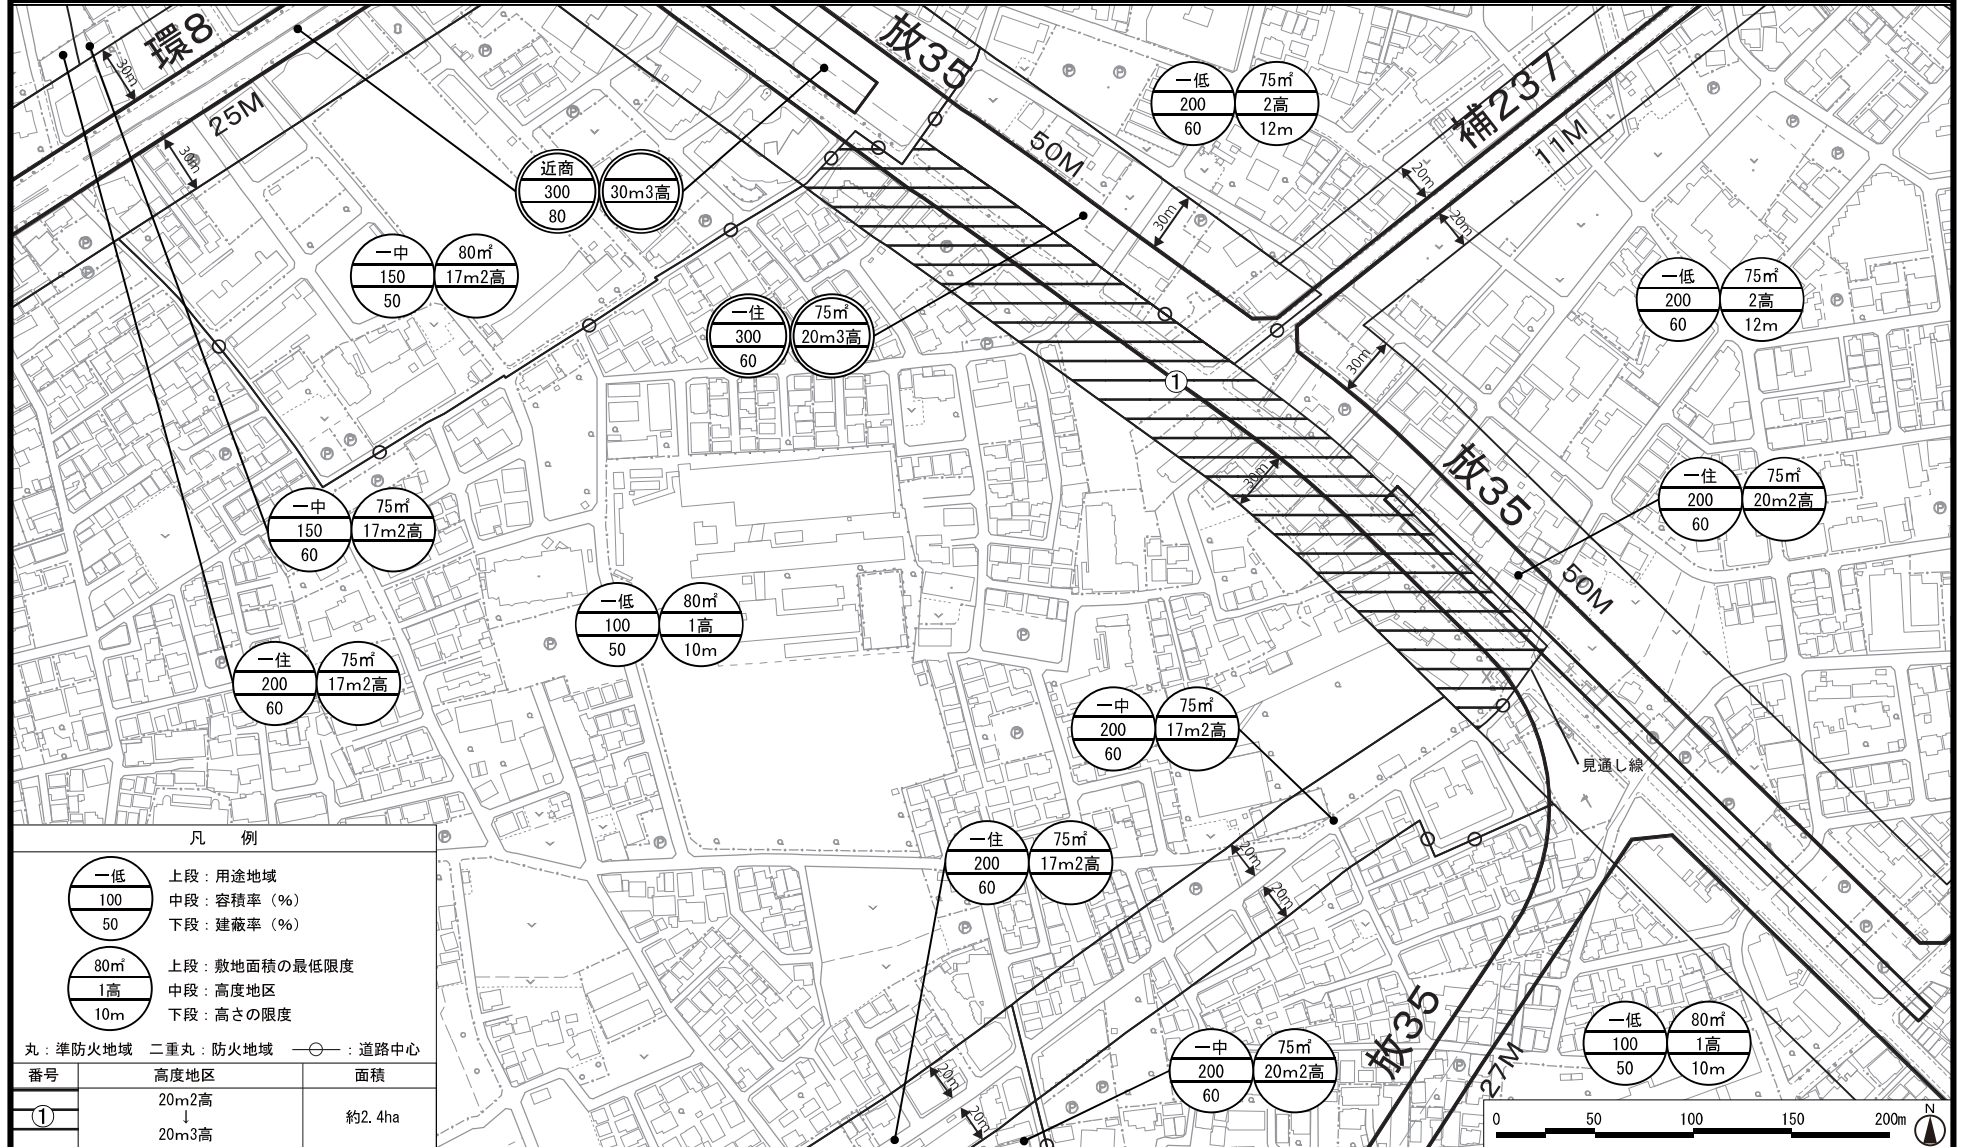 環8
30m
25M
30m
放35
50M
補237
11M
20m
20m
30m
一低
200
60
75㎡
2高
12m
近商
300
80
30m3高
一中
150
50
80㎡
17m2高
一住
300
60
75㎡
20m3高
一低
200
60
75㎡
2高
12m
①
30m
30m
放35
50M
一住
200
60
75㎡
20m2高
一中
150
60
75㎡
17m2高
一低
100
50
80㎡
1高
10m
一住
200
60
75㎡
17m2高
一中
200
60
75㎡
17m2高
見通し線
一住
200
60
75㎡
17m2高
20m
20m
20m
20m
一中
200
60
75㎡
20m2高
放35
27M
一低
100
50
80㎡
1高
10m
凡 例
一低
100
50
上段:用途地域
中段:容積率(%)
下段:建蔽率(%)
80㎡
1高
10m
上段:敷地面積の最低限度
中段:高度地区
下段:高さの限度
丸:準防火地域 二重丸:防火地域 :道路中心
番号 高度地区 面積
① 20m2高 ↓ 20m3高 約2.4ha
0 50 100 150 200m
N